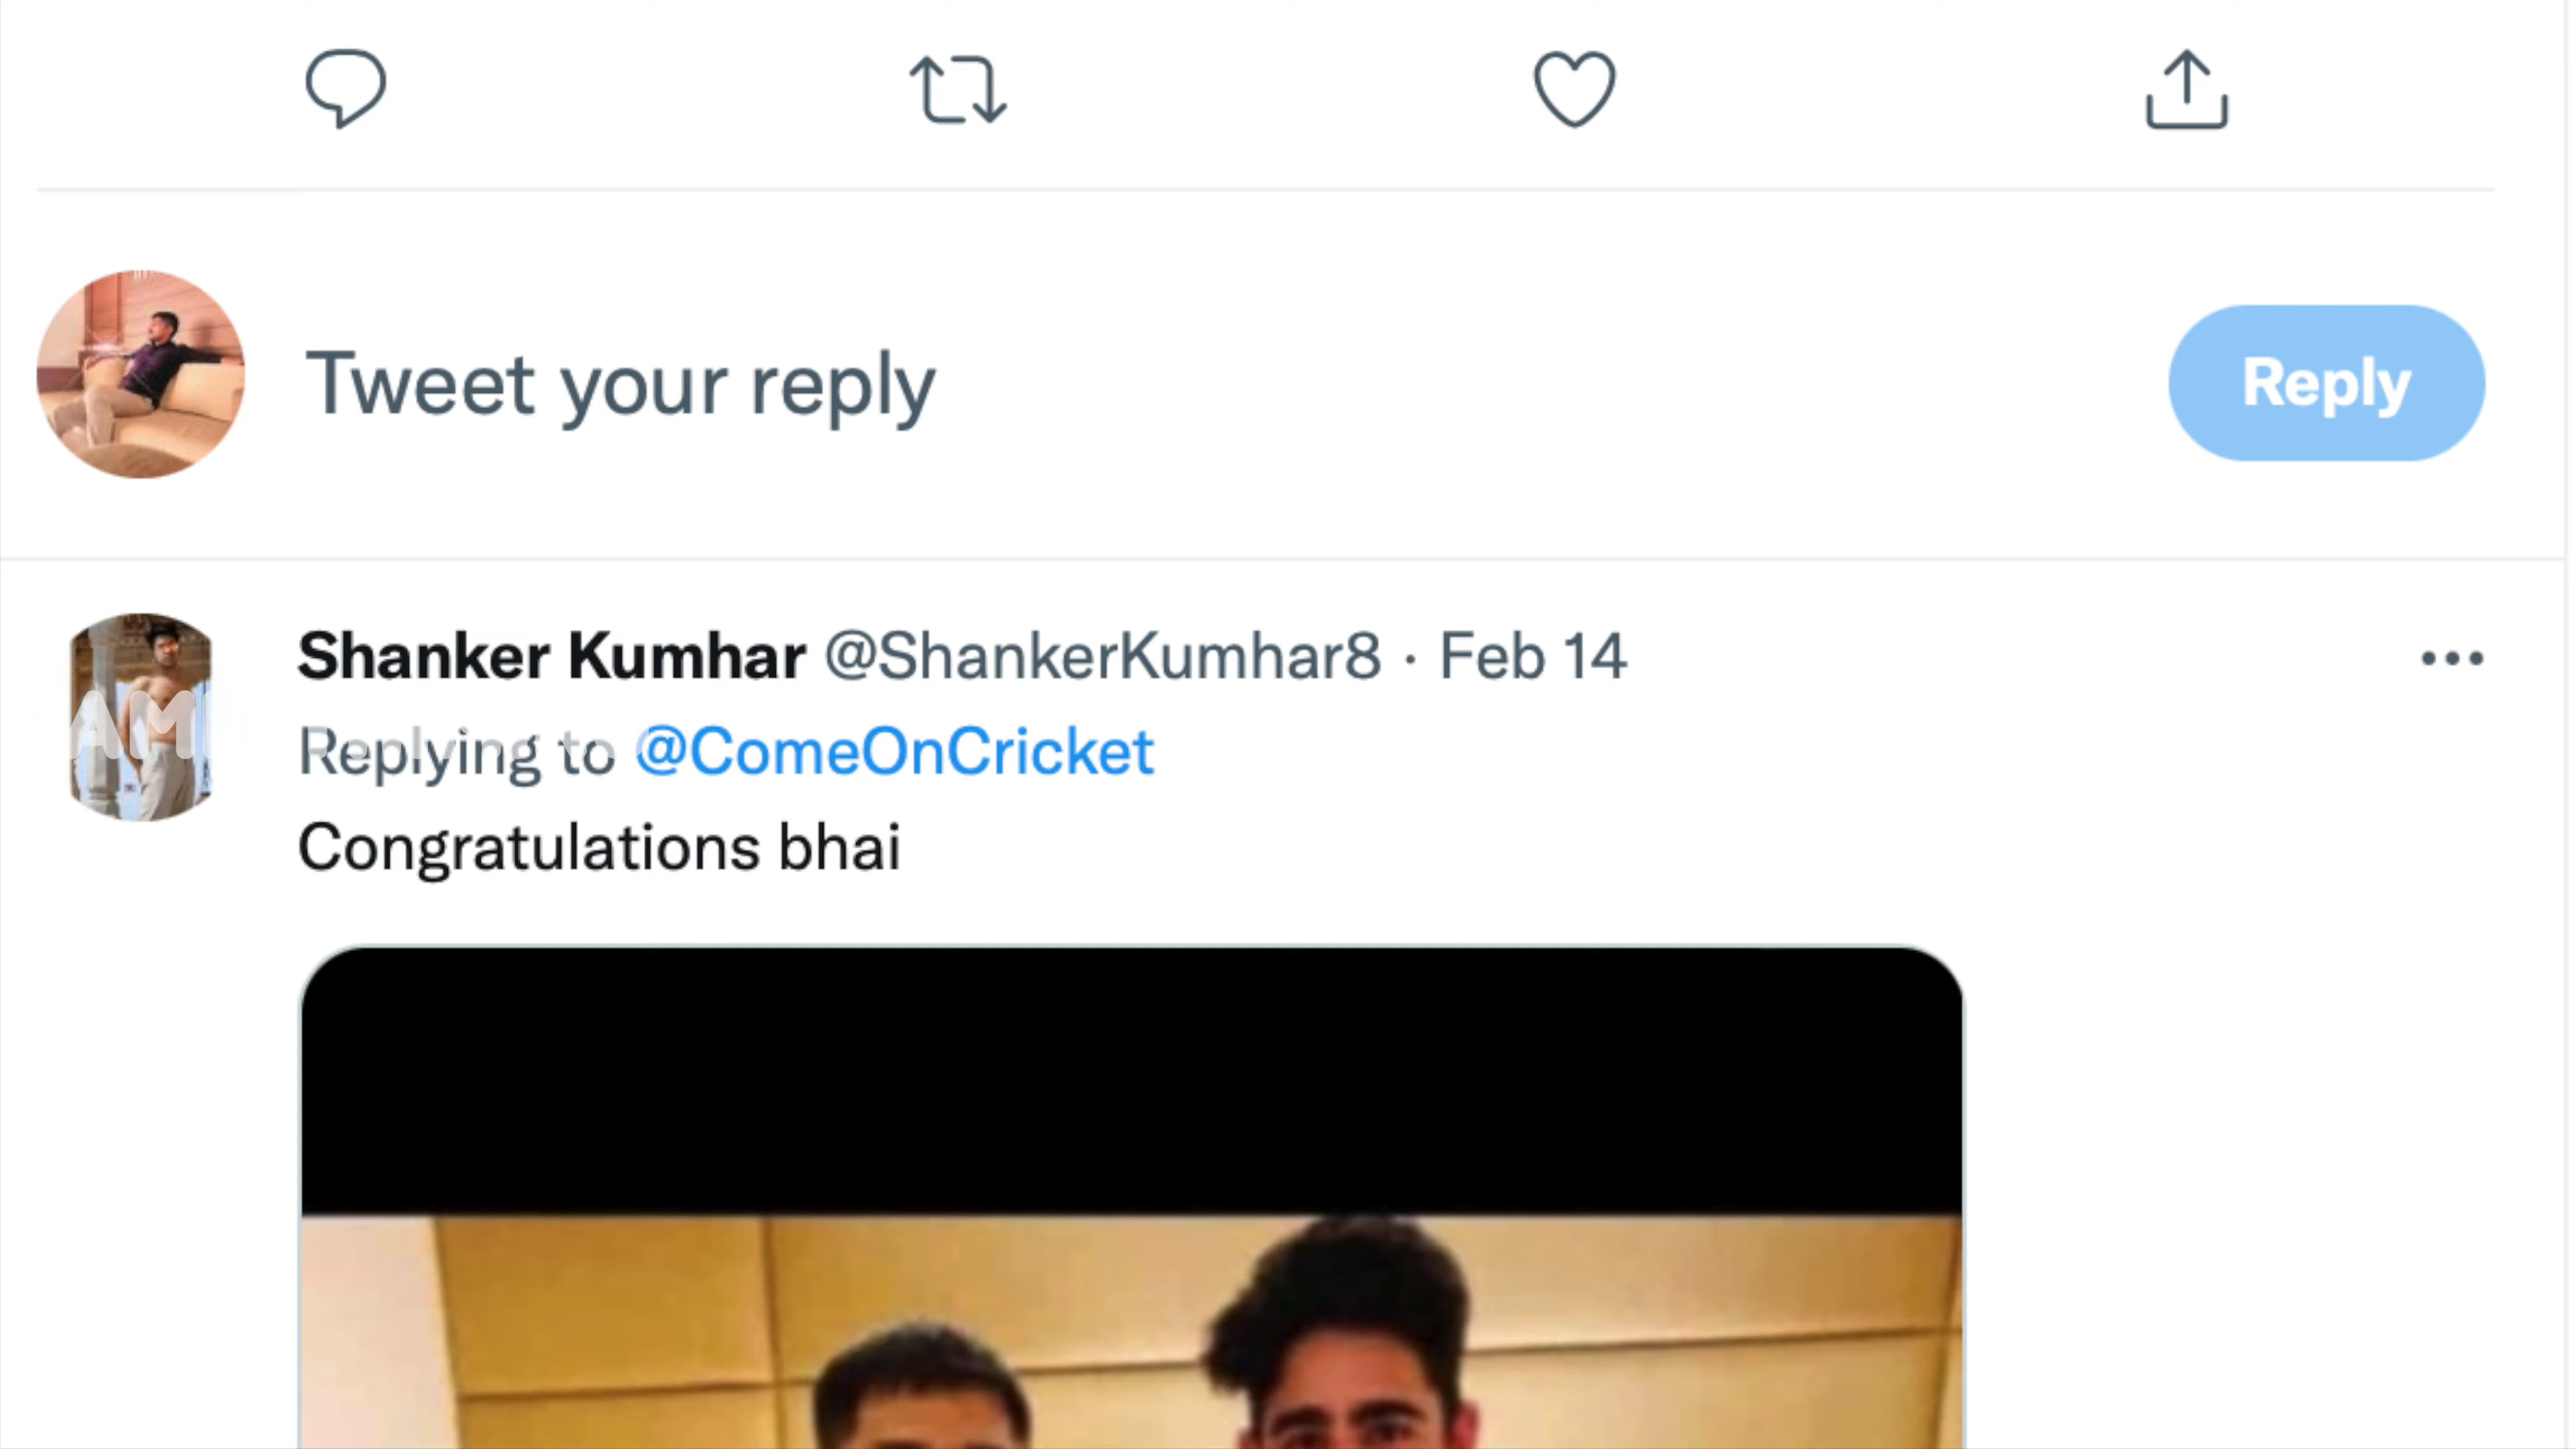 Tweet your reply
Reply
Shanker Kumhar @ShankerKumhar8 · Feb 14
Replying to @ComeOnCricket
Congratulations bhai